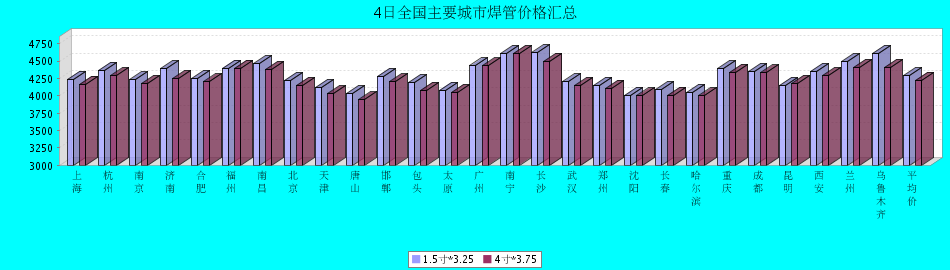 4日全国主要城市焊管价格汇总
4750
4500
4250
4000
3750
3500
3250
3000
上海
杭州
南京
济南
合肥
福州
南昌
北京
天津
唐山
邯郸
包头
太原
广州
南宁
长沙
武汉
郑州
沈阳
长春
哈尔滨
重庆
成都
昆明
西安
兰州
乌鲁木齐
平均价
1.5寸*3.25
4寸*3.75